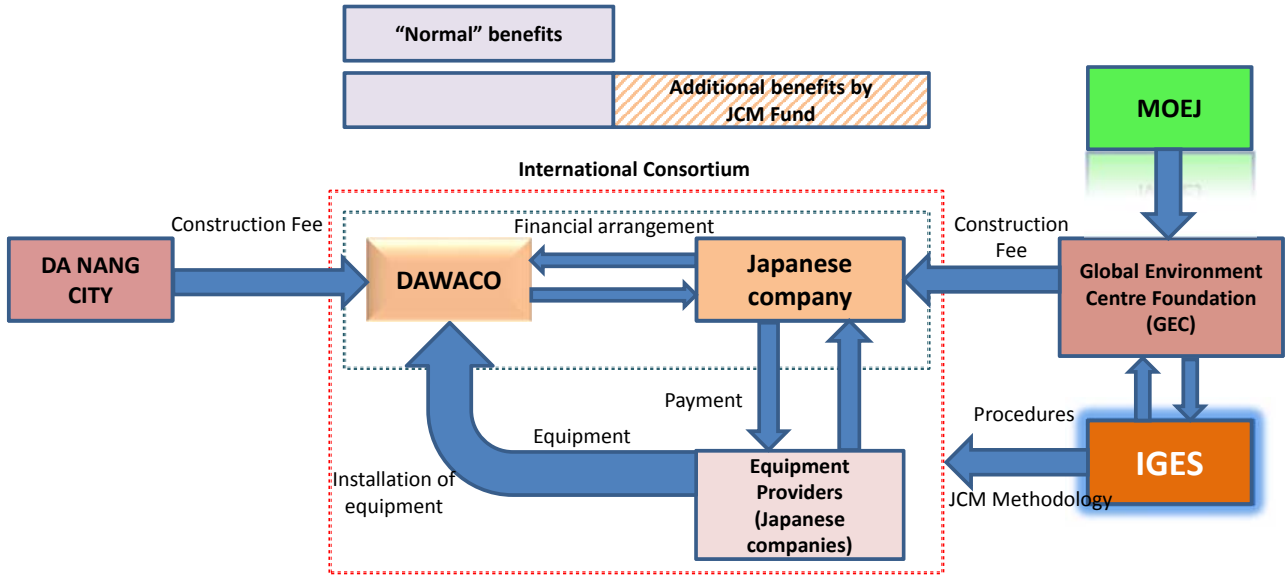 “Normal” benefits
Additional benefits by
JCM Fund
MOEJ
International Consortium
Construction Fee
Financial arrangement
Construction
Fee
DA NANG
CITY
DAWACO
Japanese
company
Global Environment
Centre Foundation
(GEC)
Payment
Procedures
Equipment
Installation of
equipment
Equipment
Providers
(Japanese
companies)
IGES
JCM Methodology